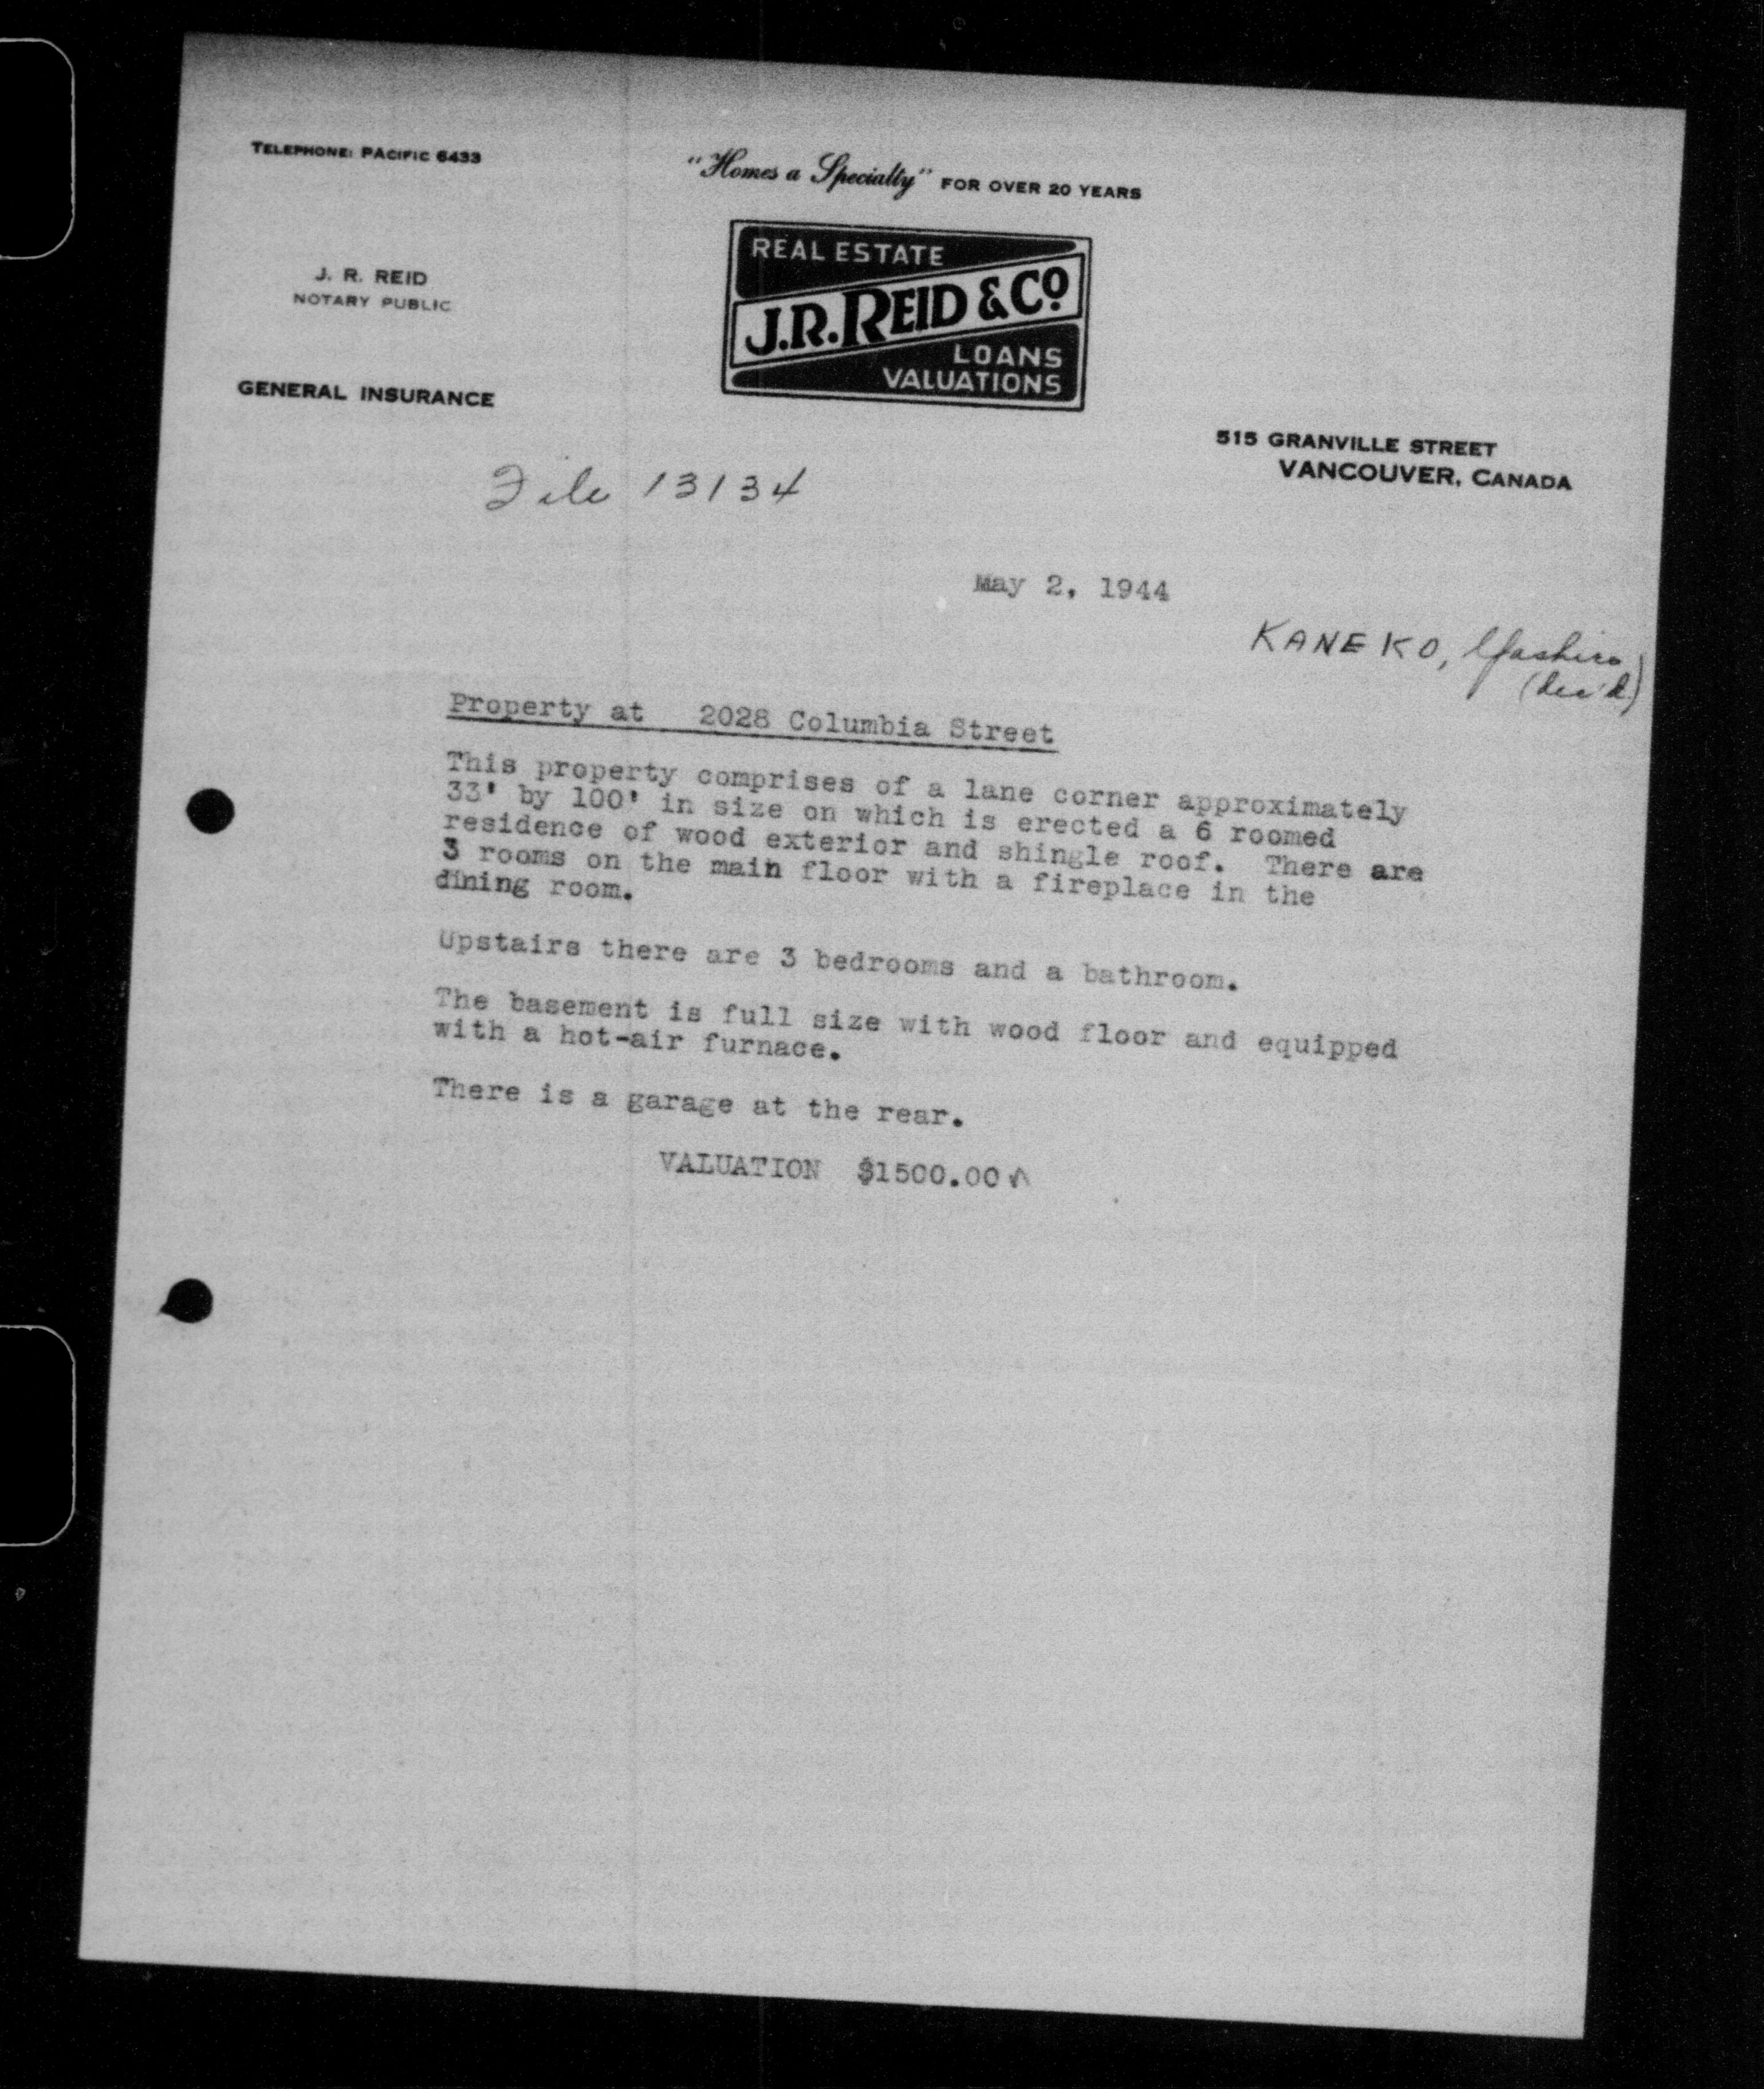 TELEPHONE: PACIFIC 6433
"Homes a Specialty" FOR OVER 20 YEARS
J. R. REID
NOTARY PUBLIC
REAL ESTATE
J.R. REID & Co.
LOANS
VALUATIONS
GENERAL INSURANCE
515 GRANVILLE STREET
VANCOUVER, CANADA
File 13134
May 2, 1944
KANEKO, Yashiro
(dec'd)
Property at 2028 Columbia Street
This property comprises of a lane corner approximately
33' by 100' in size on which is erected a 6 roomed
residence of wood exterior and shingle roof. There are
3 rooms on the main floor with a fireplace in the
dining room.
Upstairs there are 3 bedrooms and a bathroom.
The basement is full size with wood floor and equipped
with a hot-air furnace.
There is a garage at the rear.
VALUATION $1500.00